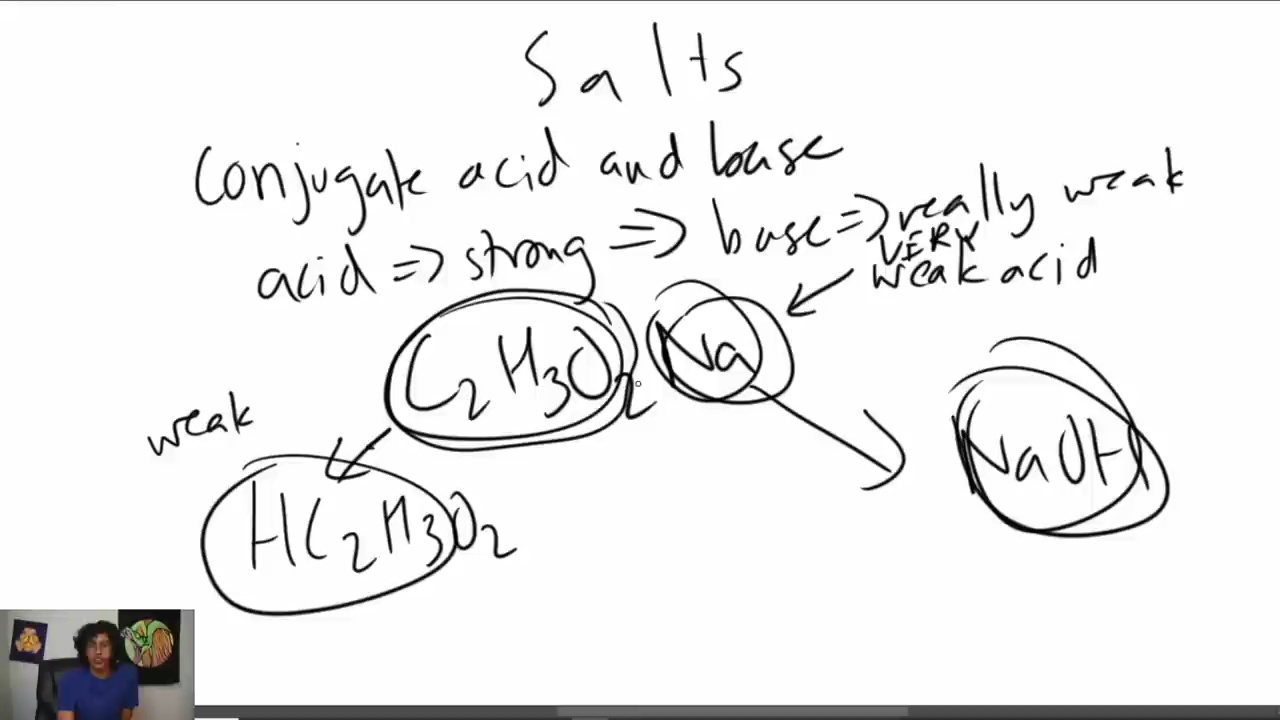 Salts
conjugate acid and base
acid => strong => base => really weak
VERY
weak acid
C2H3O2 Na
weak
NaOH
HC2H3O2